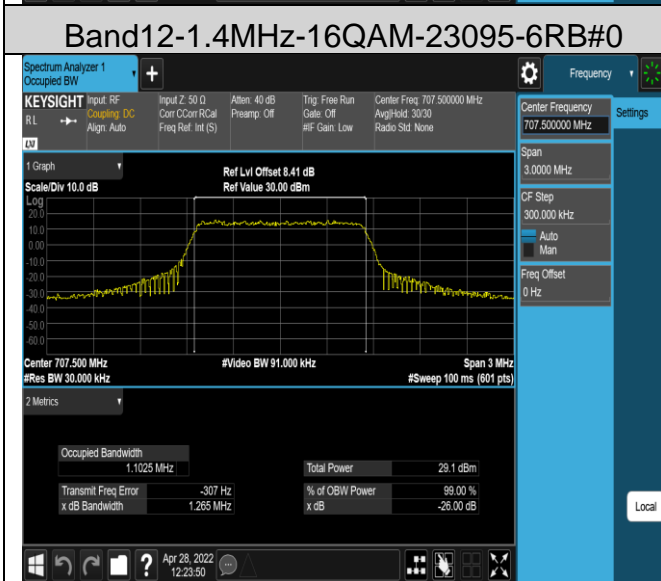 Band12-1.4MHz-16QAM-23095-6RB#0
Spectrum Analyzer 1
Occupied BW
+
Frequency
KEYSIGHT
RL
Input: RF
Coupling: DC
Align: Auto
Input Z: 50 Ω
Corr CCorr RCal
Freq Ref: Int (S)
Atten: 40 dB
Preamp: Off
Trig: Free Run
Gate: Off
#IF Gain: Low
Center Freq: 707.500000 MHz
Avg|Hold: 30/30
Radio Std: None
Center Frequency
707.500000 MHz
Settings
Span
3.0000 MHz
CF Step
300.000 kHz
Auto
Man
Freq Offset
0 Hz
1 Graph
Scale/Div 10.0 dB
Ref Lvl Offset 8.41 dB
Ref Value 30.00 dBm
Log
20.0
10.0
0.00
-10.0
-20.0
-30.0
-40.0
-50.0
-60.0
Center 707.500 MHz
#Video BW 91.000 kHz
Span 3 MHz
#Res BW 30.000 kHz
#Sweep 100 ms (601 pts)
2 Metrics
Occupied Bandwidth
1.1025 MHz
Total Power
29.1 dBm
Transmit Freq Error
-307 Hz
% of OBW Power
99.00 %
x dB Bandwidth
1.265 MHz
x dB
-26.00 dB
Local
?
Apr 28, 2022
12:23:50